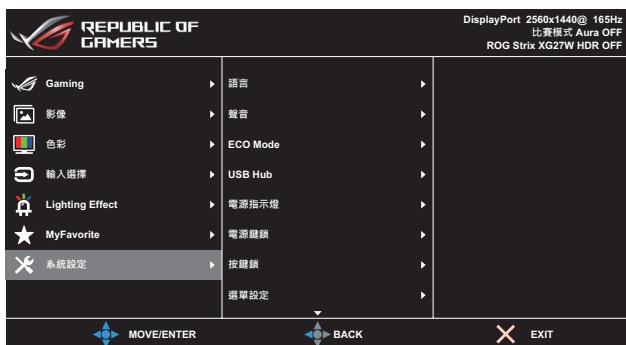 REPUBLIC OF
GAMERS
DisplayPort 2560x1440@ 165Hz
比賽模式 Aura OFF
ROG Strix XG27W HDR OFF
Gaming
影像
色彩
輸入選擇
Lighting Effect
MyFavorite
系統設定
語言
聲音
ECO Mode
USB Hub
電源指示燈
電源鍵鎖
按鍵鎖
選單設定
MOVE/ENTER
BACK
EXIT